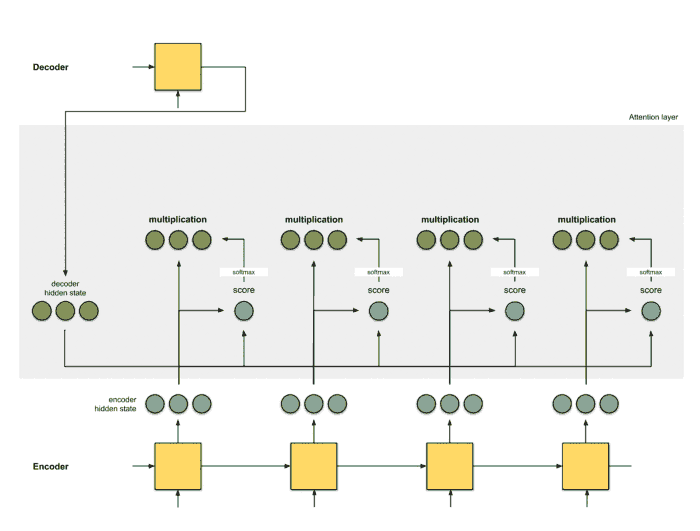 Decoder
Attention layer
multiplication multiplication multiplication multiplication
softmax softmax softmax softmax
decoder
hidden state
score score score score
encoder
hidden state
Encoder